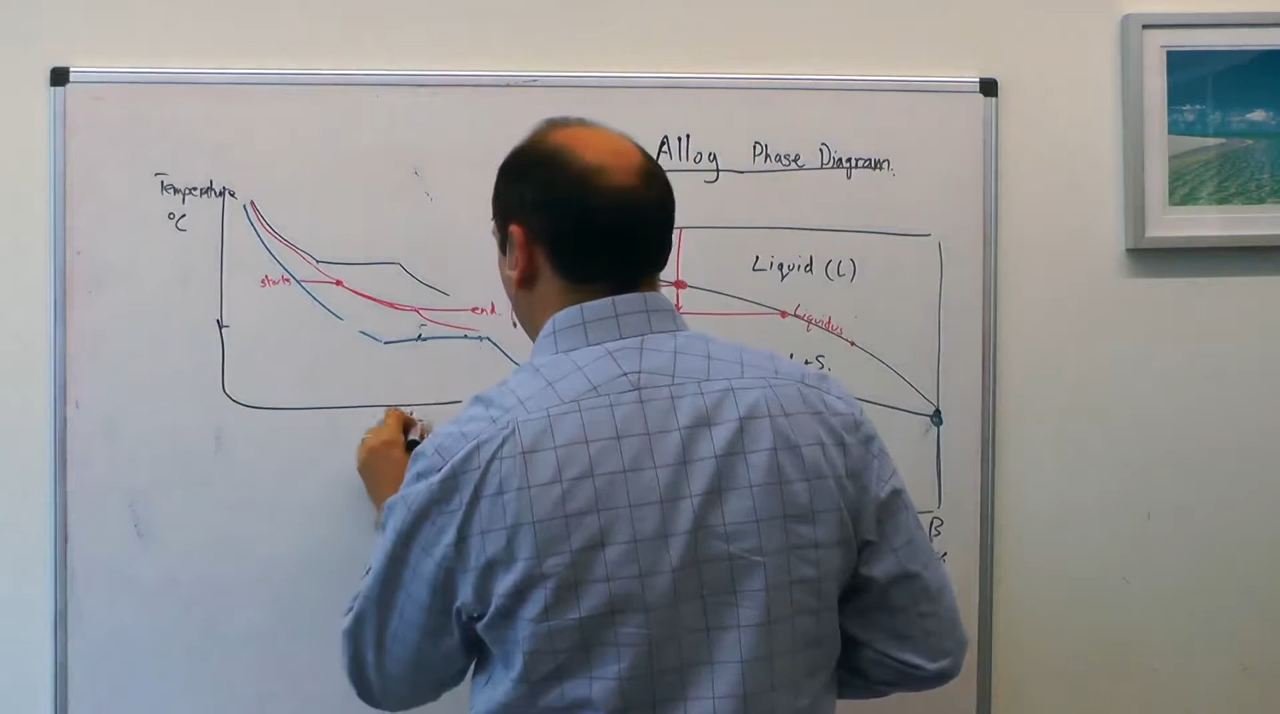 Alloy Phase Diagram.
Temperature
°C
starts
end.
Liquid (L)
Liquidus
+S.
B